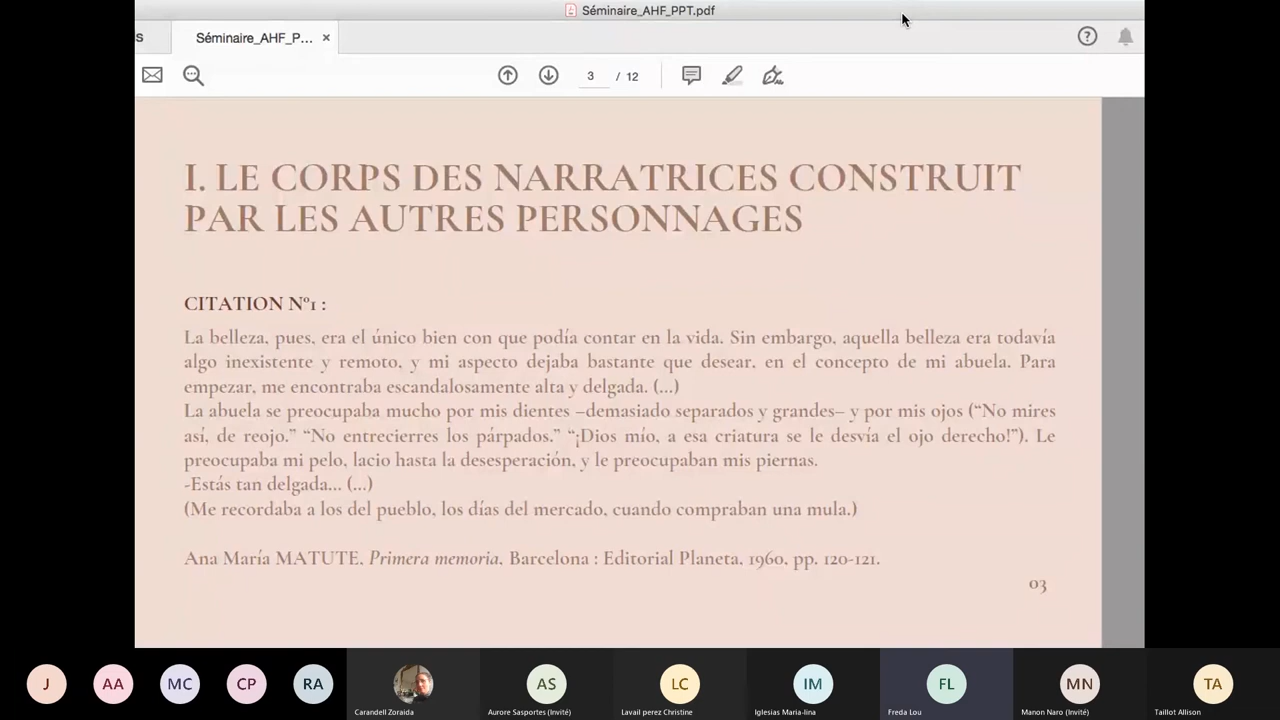 Séminaire_AHF_PPT.pdf
s
Séminaire_AHF_P... ×
3 / 12
I. LE CORPS DES NARRATRICES CONSTRUIT
PAR LES AUTRES PERSONNAGES
CITATION Nº1 :
La belleza, pues, era el único bien con que podía contar en la vida. Sin embargo, aquella belleza era todavía
algo inexistente y remoto, y mi aspecto dejaba bastante que desear, en el concepto de mi abuela. Para
empezar, me encontraba escandalosamente alta y delgada. (...)
La abuela se preocupaba mucho por mis dientes –demasiado separados y grandes– y por mis ojos (“No mires
así, de reojo.” “No entrecierres los párpados.” “¡Dios mío, a esa criatura se le desvía el ojo derecho!”). Le
preocupaba mi pelo, lacio hasta la desesperación, y le preocupaban mis piernas.
-Estás tan delgada... (...)
(Me recordaba a los del pueblo, los días del mercado, cuando compraban una mula.)
Ana María MATUTE, Primera memoria, Barcelona : Editorial Planeta, 1960, pp. 120-121.
03
J AA MC CP RA AS LC IM FL MN TA
Carandell Zoraida Aurore Sasportes (Invité) Lavail perez Christine Iglesias Maria-lina Freda Lou Manon Naro (Invité) Taillot Allison